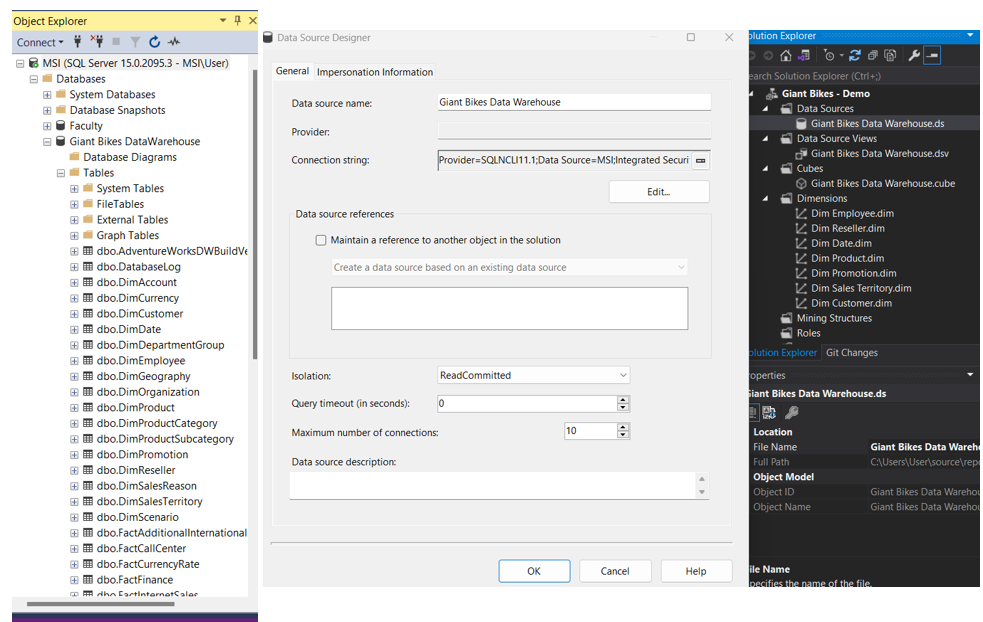 Object Explorer
Connect
MSI (SQL Server 15.0.2095.3 - MSI\User)
Databases
System Databases
Database Snapshots
Faculty
Giant Bikes DataWarehouse
Database Diagrams
Tables
System Tables
FileTables
External Tables
Graph Tables
dbo.AdventureWorksDWBuildVe
dbo.DatabaseLog
dbo.DimAccount
dbo.DimCurrency
dbo.DimCustomer
dbo.DimDate
dbo.DimDepartmentGroup
dbo.DimEmployee
dbo.DimGeography
dbo.DimOrganization
dbo.DimProduct
dbo.DimProductCategory
dbo.DimProductSubcategory
dbo.DimPromotion
dbo.DimReseller
dbo.DimSalesReason
dbo.DimSalesTerritory
dbo.DimScenario
dbo.FactAdditionalInternational
dbo.FactCallCenter
dbo.FactCurrencyRate
dbo.FactFinance
dbo.FactInternetSales
Data Source Designer
General Impersonation Information
Data source name: Giant Bikes Data Warehouse
Provider:
Connection string: Provider=SQLNCLI11.1;Data Source=MSI;Integrated Securi
Edit...
Data source references
Maintain a reference to another object in the solution
Create a data source based on an existing data source
Isolation: ReadCommitted
Query timeout (in seconds): 0
Maximum number of connections: 10
Data source description:
OK Cancel Help
olution Explorer
earch Solution Explorer (Ctrl+;)
Giant Bikes - Demo
Data Sources
Giant Bikes Data Warehouse.ds
Data Source Views
Giant Bikes Data Warehouse.dsv
Cubes
Giant Bikes Data Warehouse.cube
Dimensions
Dim Employee.dim
Dim Reseller.dim
Dim Date.dim
Dim Product.dim
Dim Promotion.dim
Dim Sales Territory.dim
Dim Customer.dim
Mining Structures
Roles
olution Explorer Git Changes
roperties
Giant Bikes Data Warehouse.ds
Location
File Name Giant Bikes Data Wareho
Full Path C:\Users\User\source\repo
Object Model
Object ID Giant Bikes Data Warehou
Object Name Giant Bikes Data Warehou
ile Name
pecifies the name of the file.